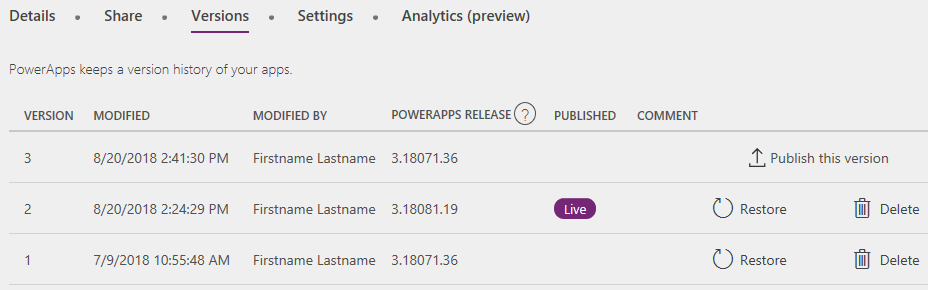 Details • Share • Versions • Settings • Analytics (preview)
PowerApps keeps a version history of your apps.
VERSION MODIFIED MODIFIED BY POWERAPPS RELEASE ? PUBLISHED COMMENT
3 8/20/2018 2:41:30 PM Firstname Lastname 3.18071.36 Publish this version
2 8/20/2018 2:24:29 PM Firstname Lastname 3.18081.19 Live Restore Delete
1 7/9/2018 10:55:48 AM Firstname Lastname 3.18071.36 Restore Delete